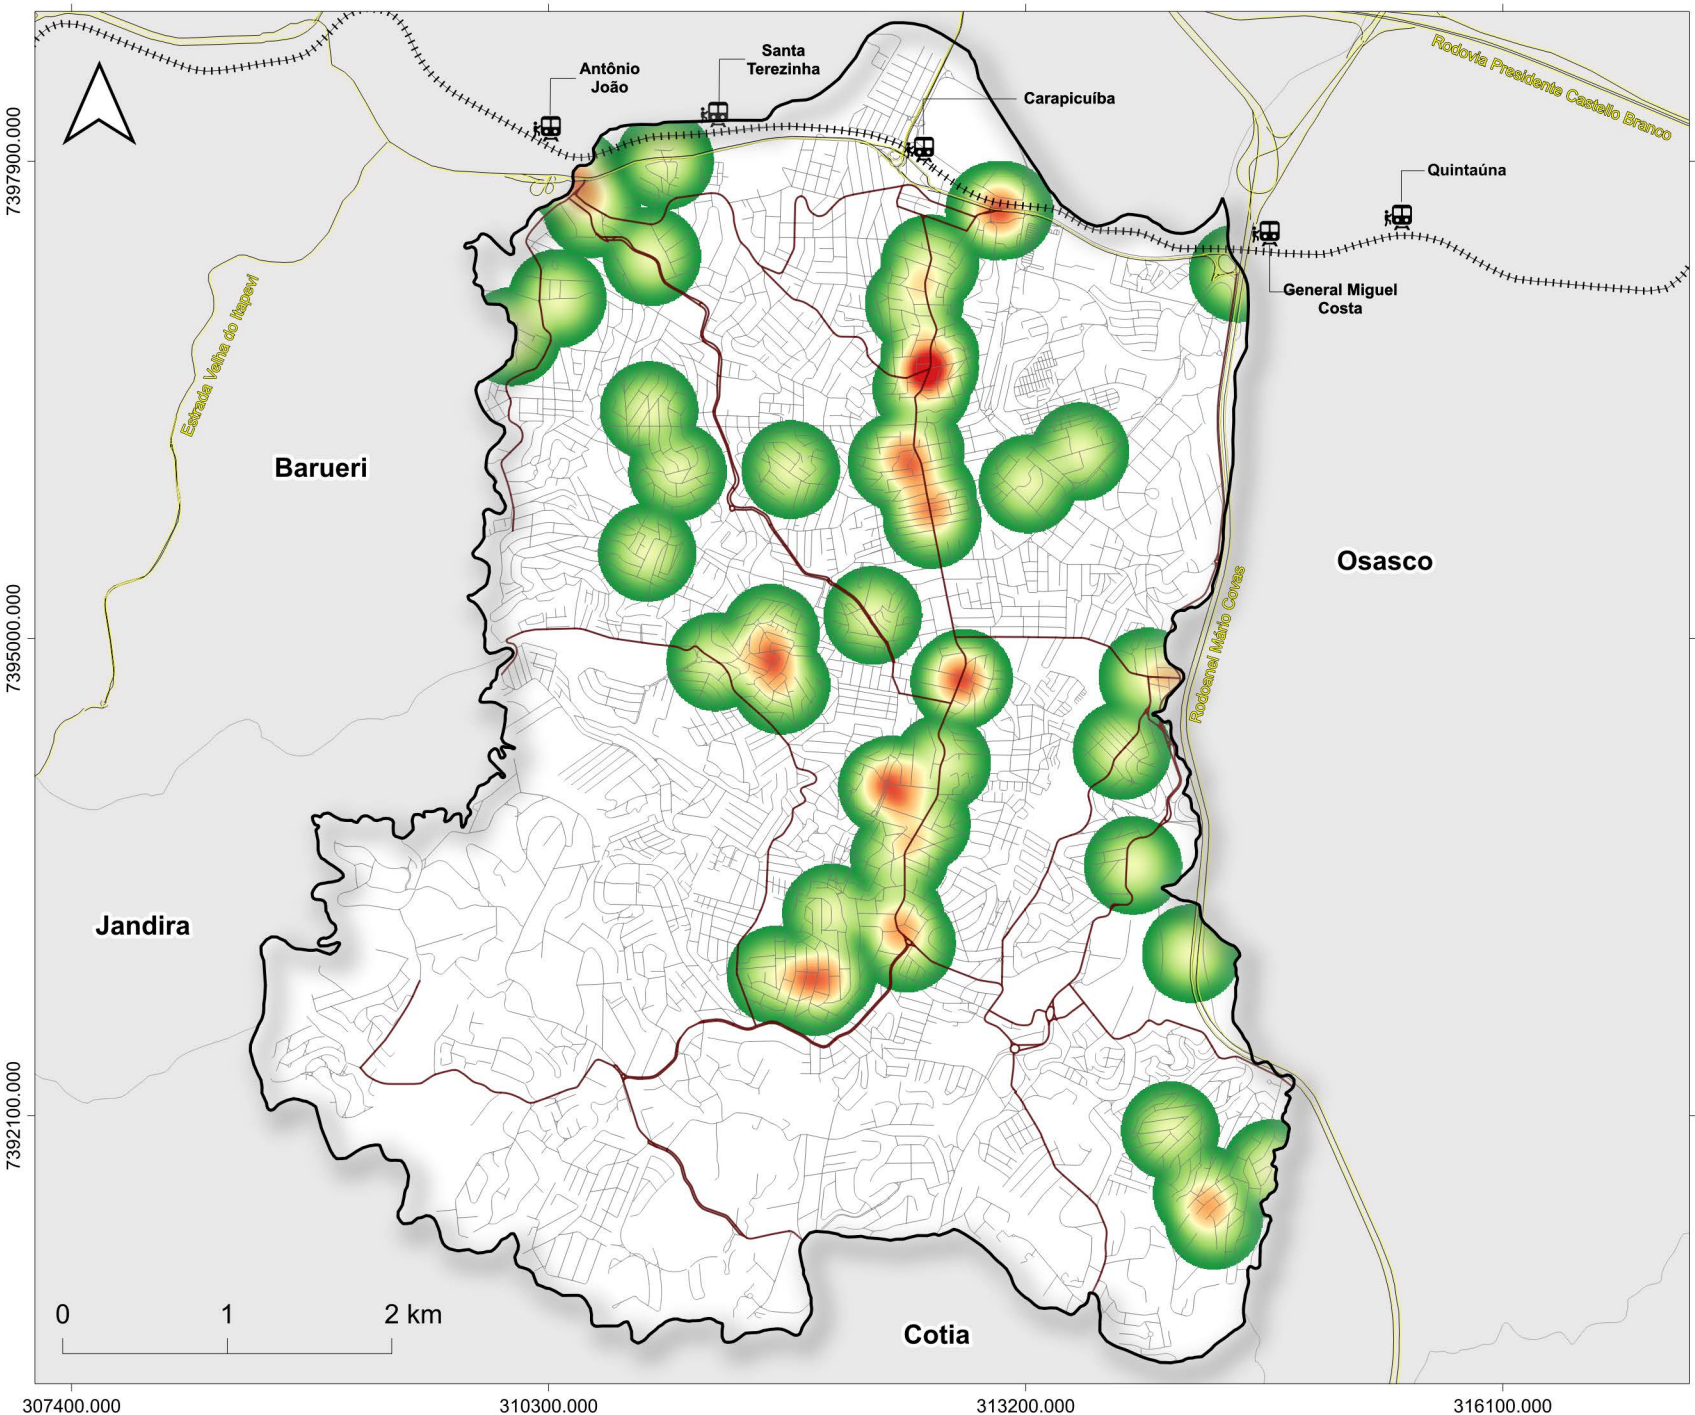 Rodovia Presidente Castello Branco
Santa
Terezinha
Antônio
João
Carapicuíba
Quintaúna
General Miguel
Costa
Estrada Velha do Itapevi
Barueri
Osasco
Rodoanel Mário Covas
Jandira
Cotia
0 1 2 km
7397900.000
7395000.000
7392100.000
307400.000 310300.000 313200.000 316100.000